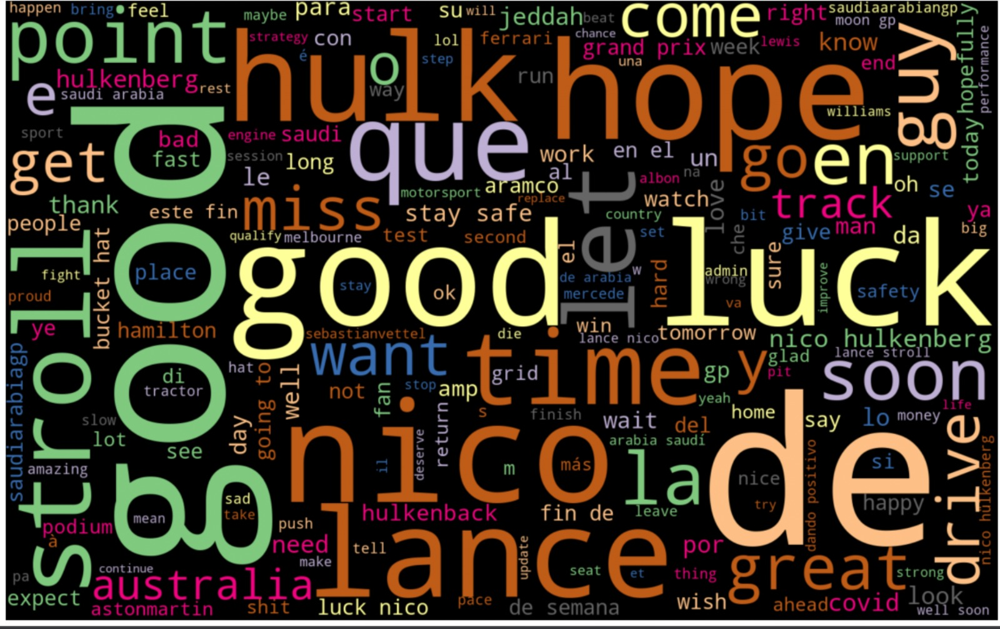 happen
bring
feel
maybe
para
start
su
will
jeddah
beat
come
right
saudiaarabiangp
moon gp
point
strategy
con
lol
ferrari
chance
grand prix
week
lewis
know
guy
hopefully
performance
é
step
una
end
hulk
o
hope
hulkenberg
rest
way
run
e
saudi arabia
williams
sport
bad
engine
saudi
que
good
fast
session
long
work
en el
un
go
en
support
today
get
le
al
motorsport
aramco
albon
na
oh
se
thank
este fin
miss
replace
let
watch
love
track
ya
people
stay safe
country
bit
man
qualify
melbourne
test
second
set
che
give
da
big
stroll
bucket hat
good luck
el
fight
place
stay
ok
de arabia
w
hard
admin
wrong
sure
improve
safety
proud
mercede
va
ye
hamilton
sebastianvettel
die
win
lance nico
tomorrow
nico hulkenberg
saudiarabiagp
want
time
glad
lance stroll
hat
going to
well
grid
gp
y
pit
soon
di
tractor
not
fan
stop
amp
yeah
slow
day
s
finish
wait
del
home
say
lo
money
life
lot
see
return
deserve
arabia saudí
drive
amazing
nico
il
m
más
la
de
nice
dando positivo
si
nico hulkenberg
sad
take
try
happy
mean
podium
à
push
hulkenback
fin de
leave
need
lance
tell
update
por
great
pa
continue
make
seat
et
thing
strong
australia
expect
astonmartin
shit
luck nico
pace
de semana
wish
ahead
covid
look
well soon